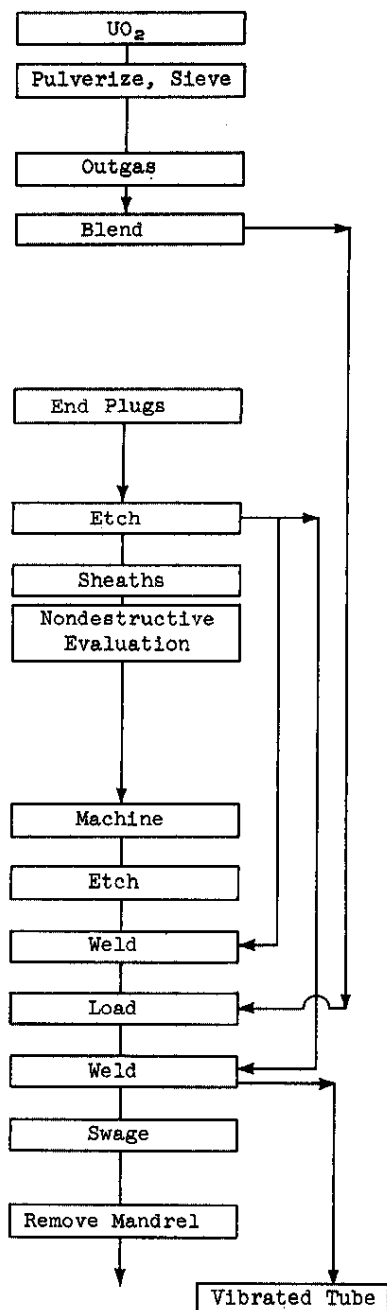 UO₂
Pulverize, Sieve
Outgas
Blend
End Plugs
Etch
Sheaths
Nondestructive
Evaluation
Machine
Etch
Weld
Load
Weld
Swage
Remove Mandrel
Vibrated Tube